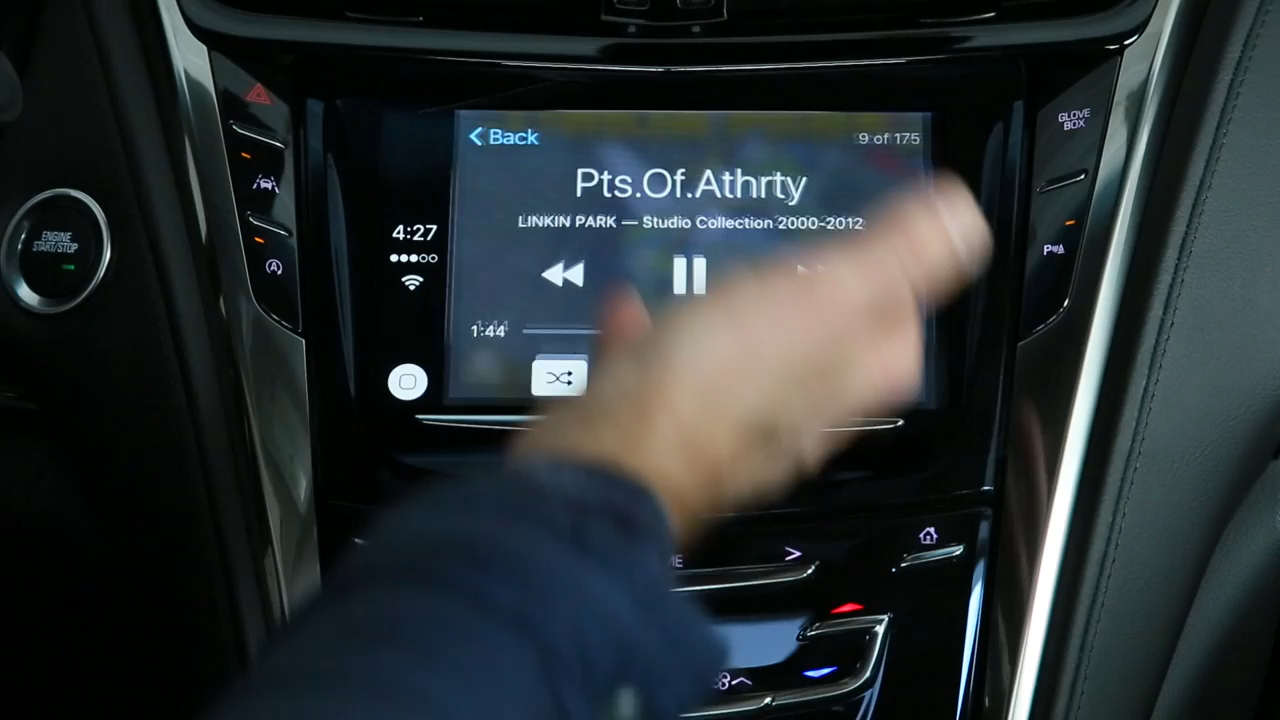 Back
9 of 175
Pts.Of.Athrty
LINKIN PARK — Studio Collection 2000-2012
4:27
1:44
ENGINE
START/STOP
GLOVE
BOX
P
A